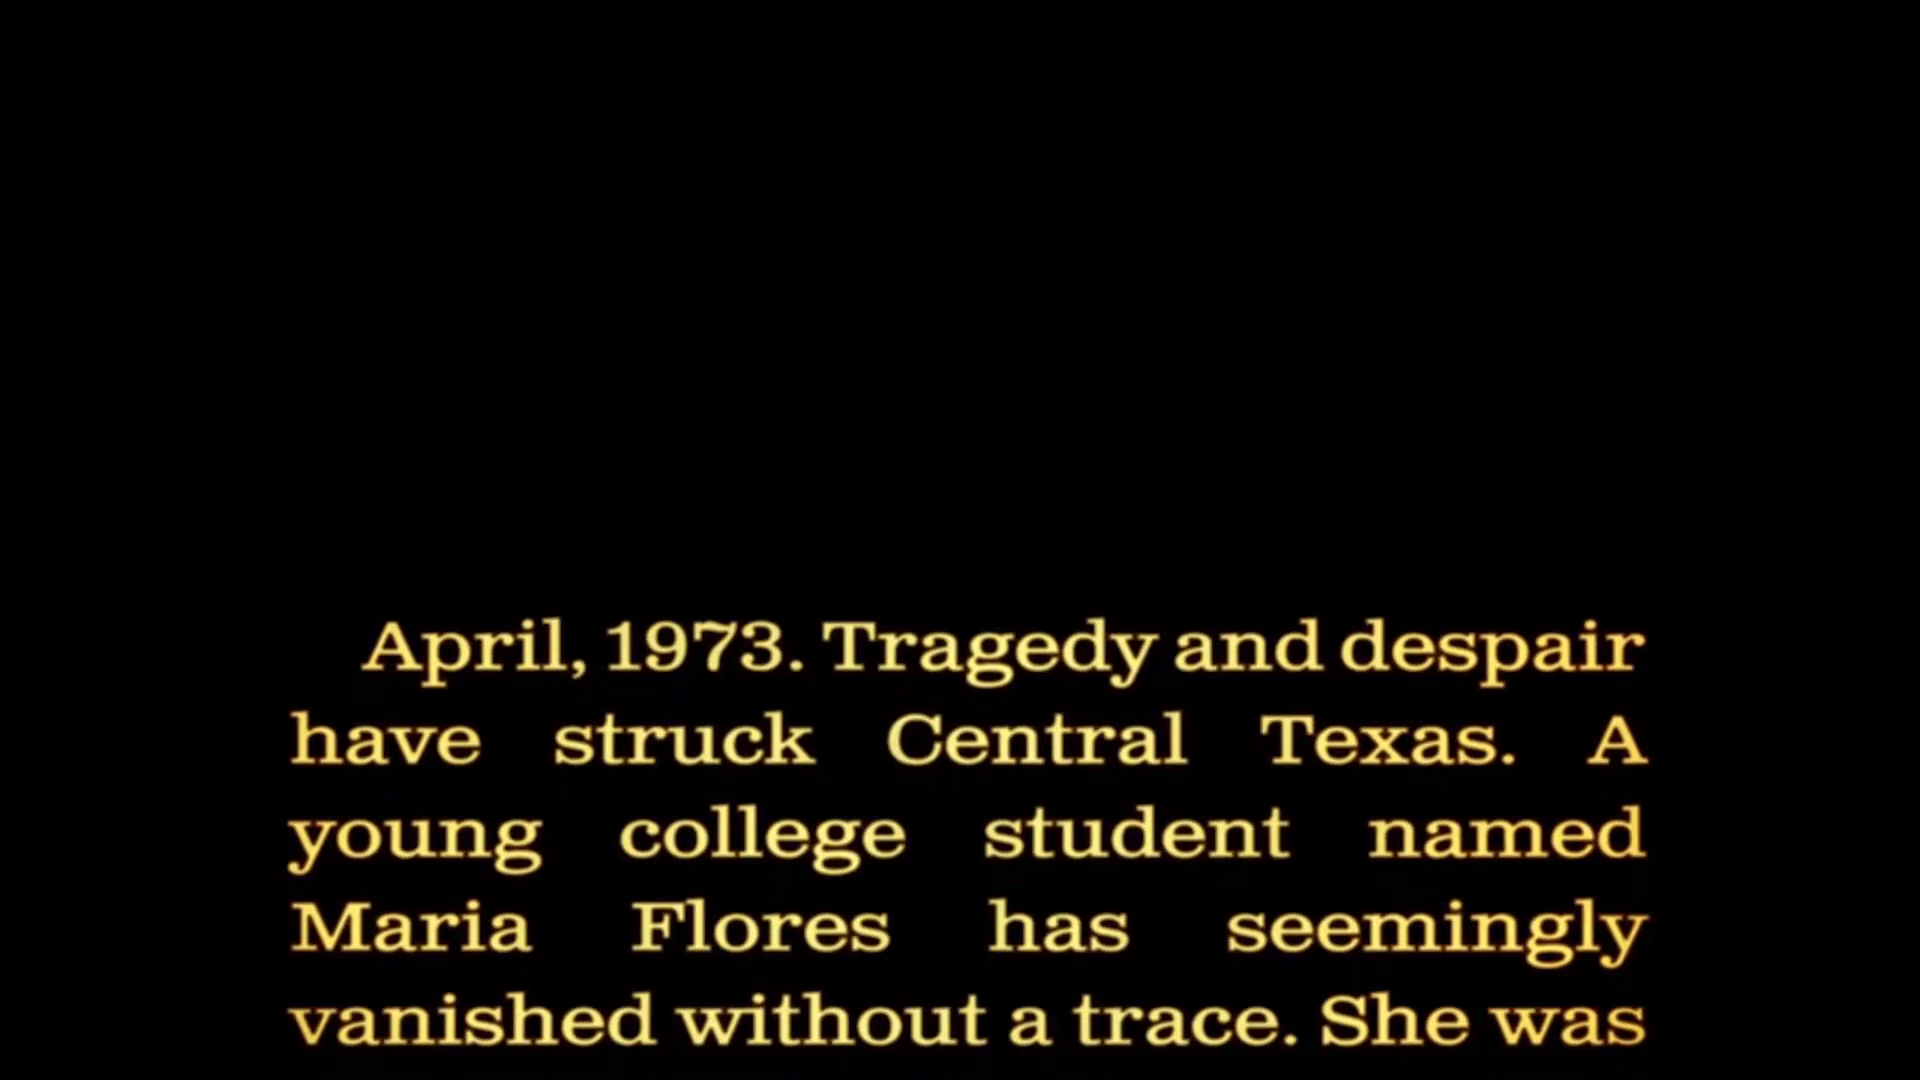 April, 1973. Tragedy and despair
have struck Central Texas. A
young college student named
Maria Flores has seemingly
vanished without a trace. She was